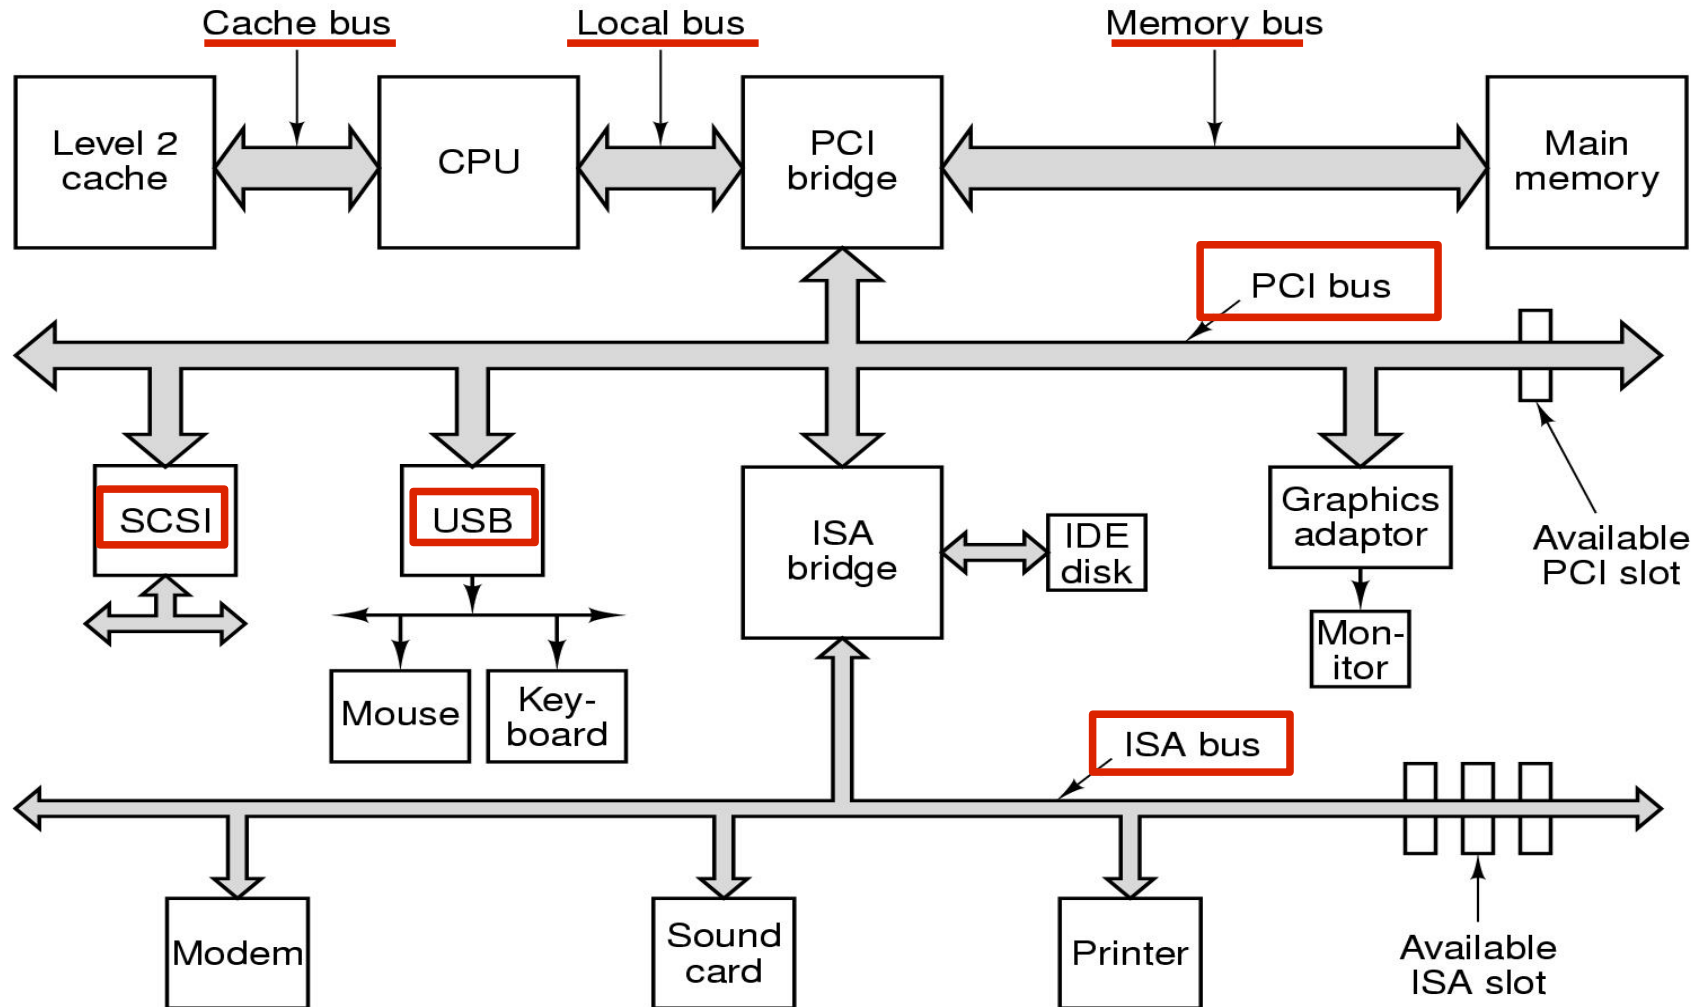 Cache bus
Local bus
Memory bus
Level 2
cache
CPU
PCI
bridge
Main
memory
PCI bus
SCSI
USB
ISA
bridge
IDE
disk
Graphics
adaptor
Available
PCI slot
Mon-
itor
Mouse
Key-
board
ISA bus
Modem
Sound
card
Printer
Available
ISA slot